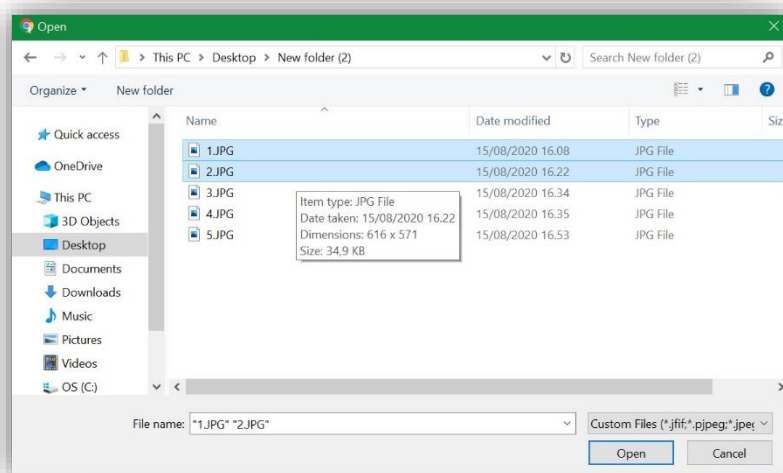 Open
This PC > Desktop > New folder (2)
Search New folder (2)
Organize
New folder
Name Date modified Type Siz
Quick access
OneDrive
This PC
3D Objects
Desktop
Documents
Downloads
Music
Pictures
Videos
OS (C:)
1.JPG 15/08/2020 16.08 JPG File
2.JPG 15/08/2020 16.22 JPG File
3.JPG 15/08/2020 16.34 JPG File
4.JPG 15/08/2020 16.35 JPG File
5.JPG 15/08/2020 16.53 JPG File
Item type: JPG File
Date taken: 15/08/2020 16.22
Dimensions: 616 x 571
Size: 34,9 KB
File name: "1.JPG" "2.JPG"
Custom Files (*.jfif;*.pjpeg;*.jpeg
Open Cancel